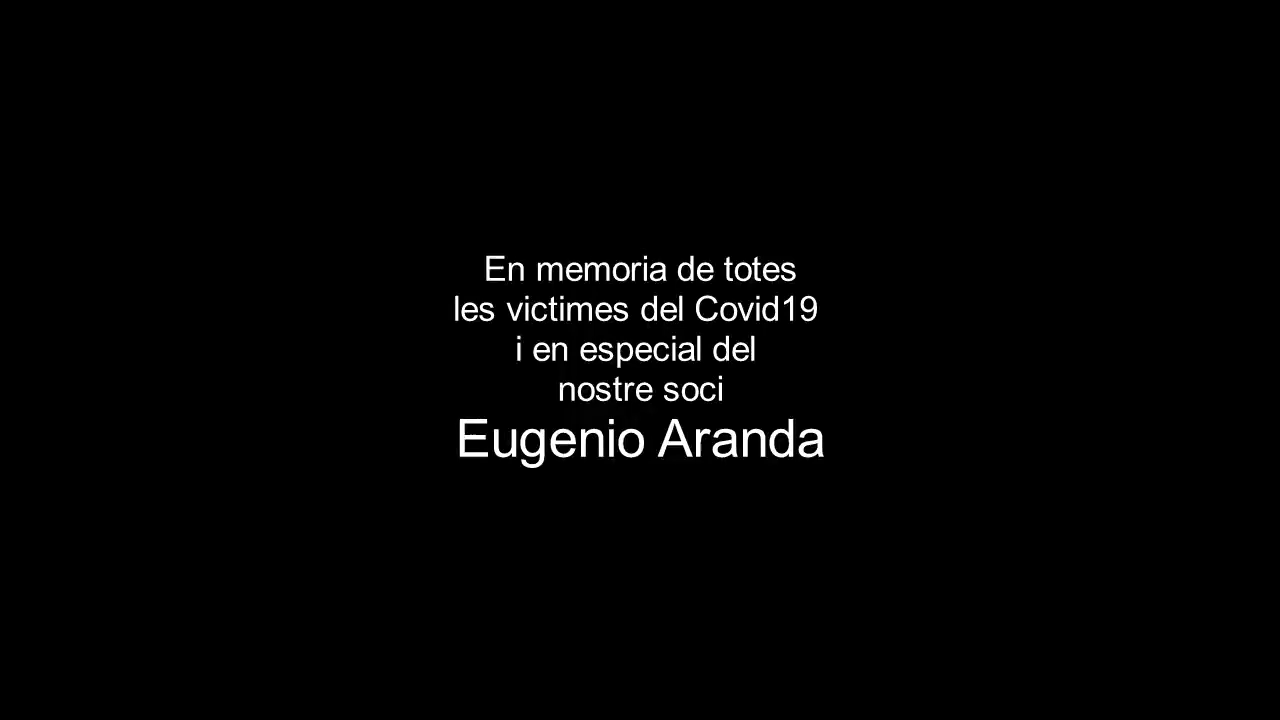 En memoria de totes
les victimes del Covid19
i en especial del
nostre soci
Eugenio Aranda